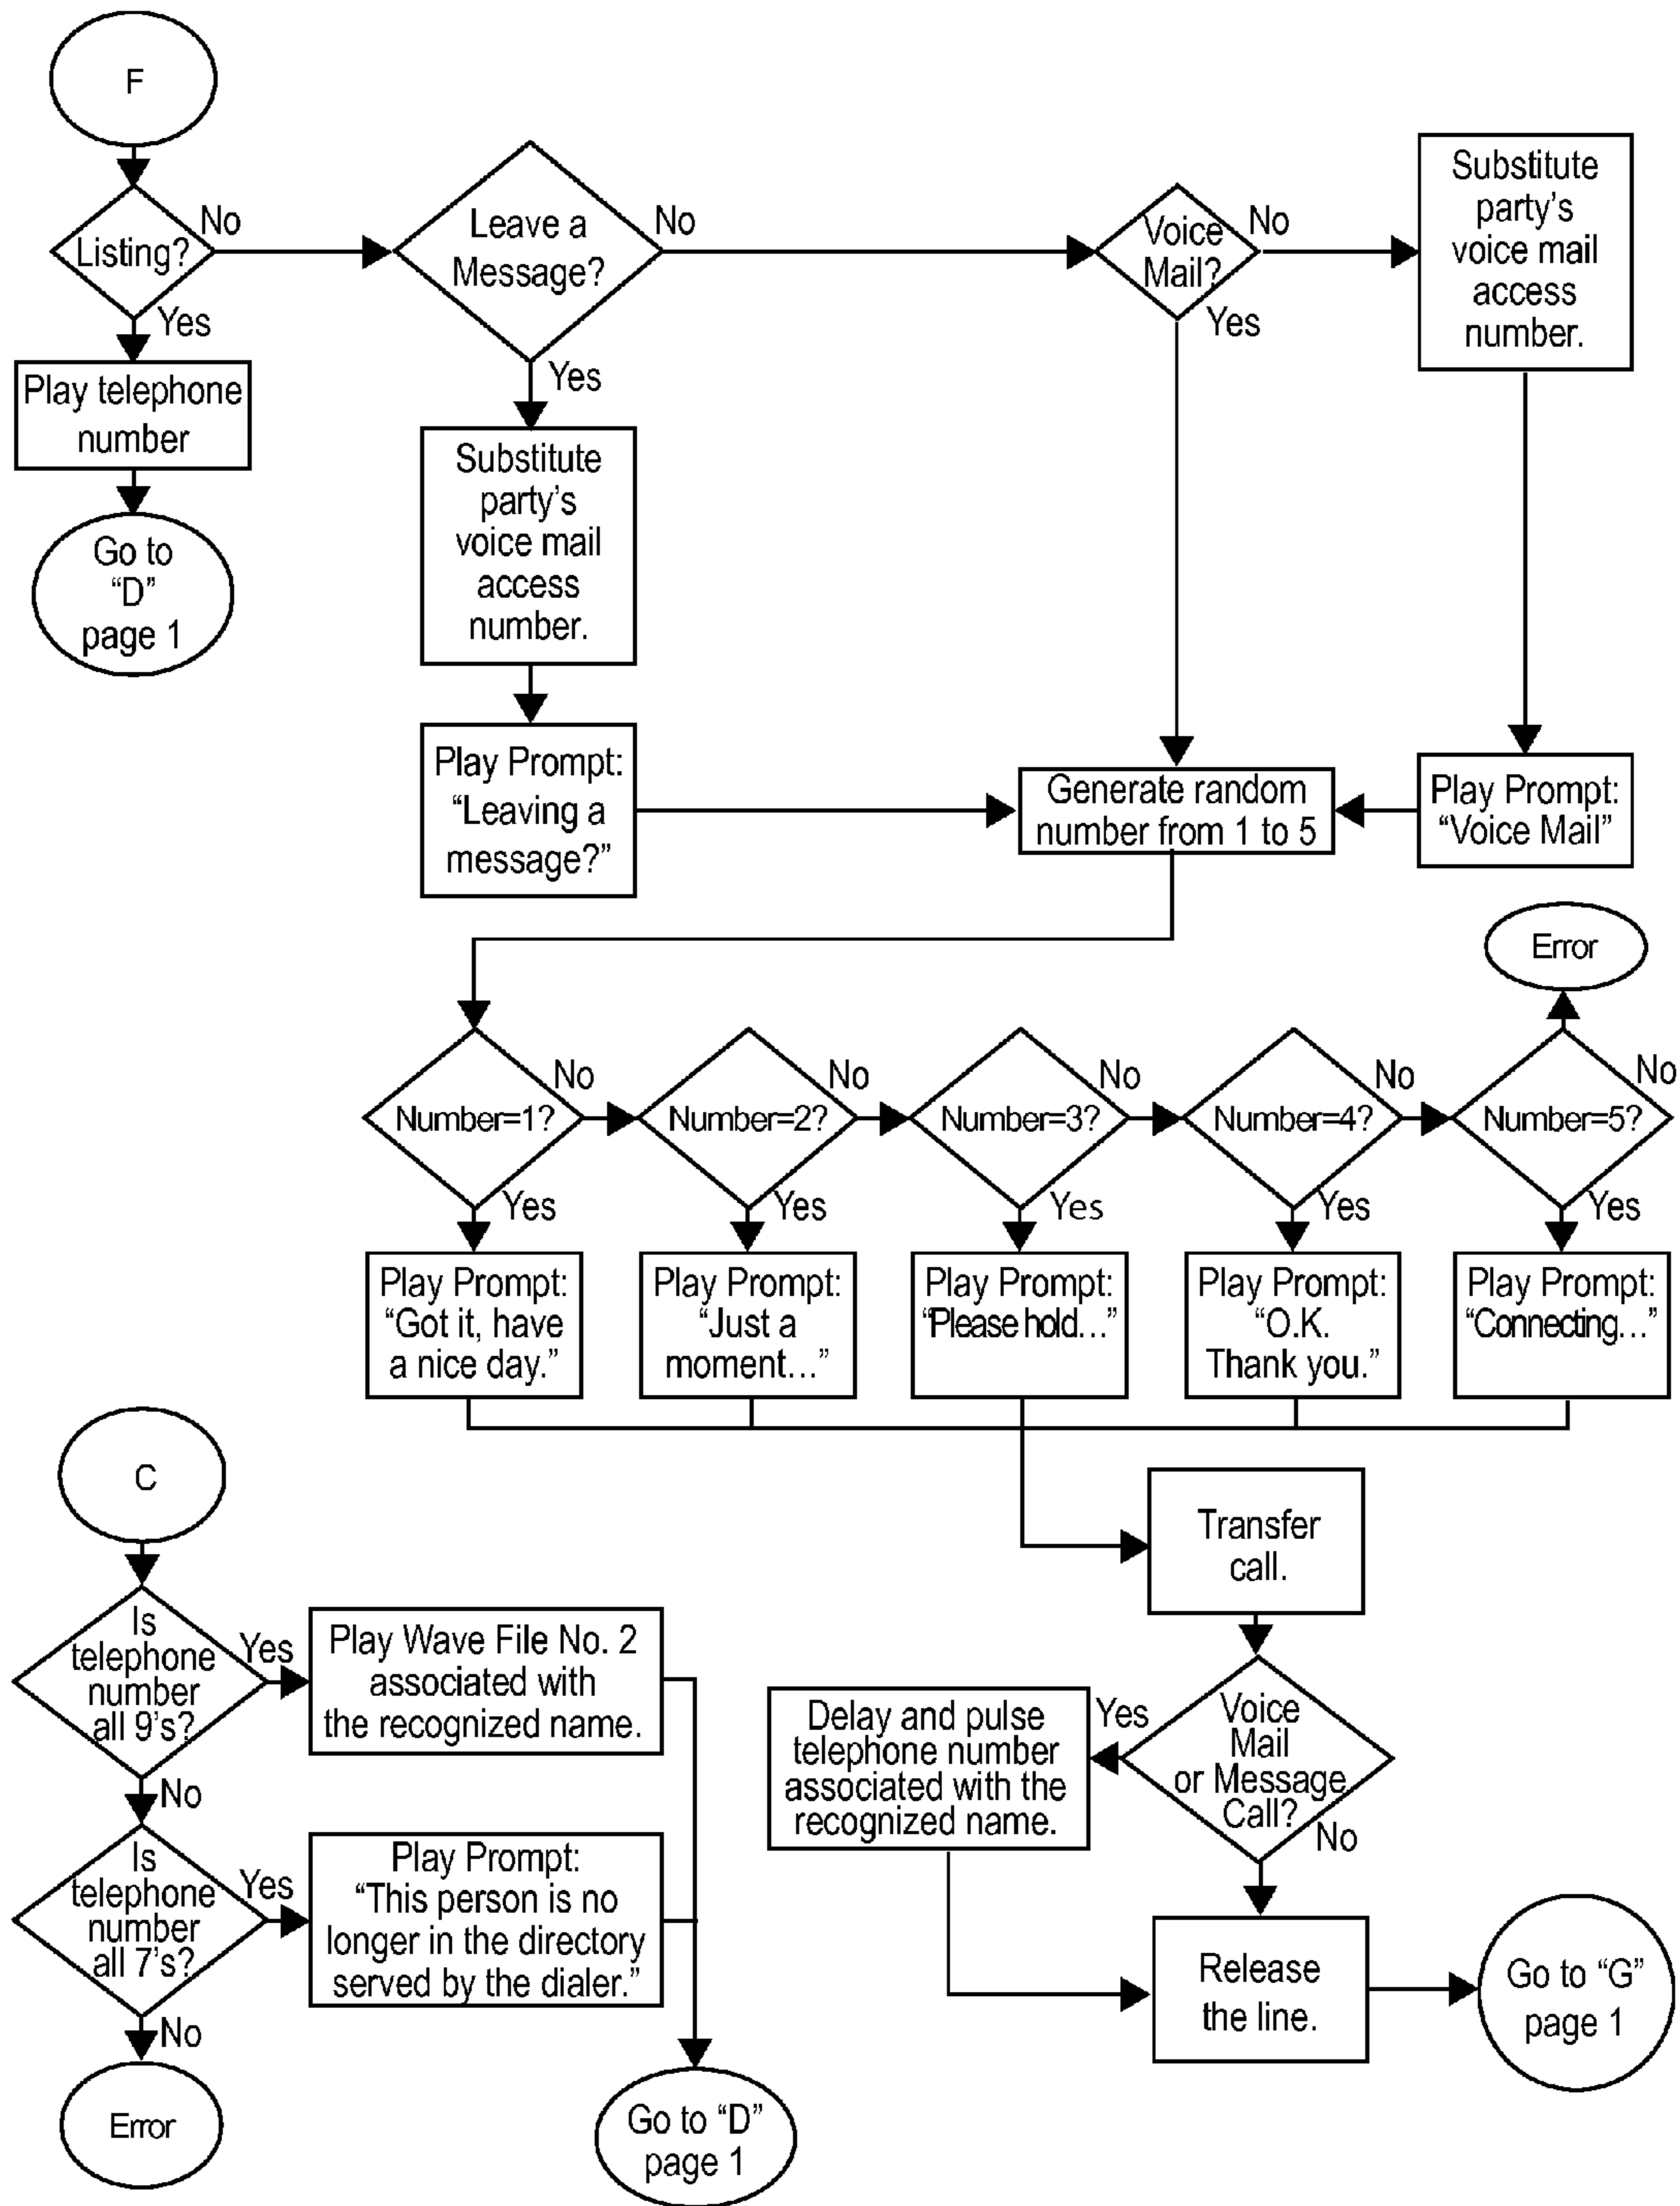 F
Listing?
No
Yes
Play telephone
number
Go to
“D”
page 1
Leave a
Message?
No
Yes
Substitute
party’s
voice mail
access
number.
Play Prompt:
“Leaving a
message?”
Voice
Mail?
No
Yes
Substitute
party’s
voice mail
access
number.
Play Prompt:
“Voice Mail”
Generate random
number from 1 to 5
Error
Number=1?
No
Number=2?
No
Number=3?
No
Number=4?
No
Number=5?
No
Yes
Yes
Yes
Yes
Yes
Play Prompt:
“Got it, have
a nice day.”
Play Prompt:
“Just a
moment…”
Play Prompt:
“Please hold…”
Play Prompt:
“O.K.
Thank you.”
Play Prompt:
“Connecting…”
Transfer
call.
Voice
Mail
or Message
Call?
Yes
No
Delay and pulse
telephone number
associated with the
recognized name.
Release
the line.
Go to “G”
page 1
C
Is
telephone
number
all 9’s?
Yes
No
Play Wave File No. 2
associated with
the recognized name.
Is
telephone
number
all 7’s?
Yes
No
Play Prompt:
“This person is no
longer in the directory
served by the dialer.”
Error
Go to “D”
page 1